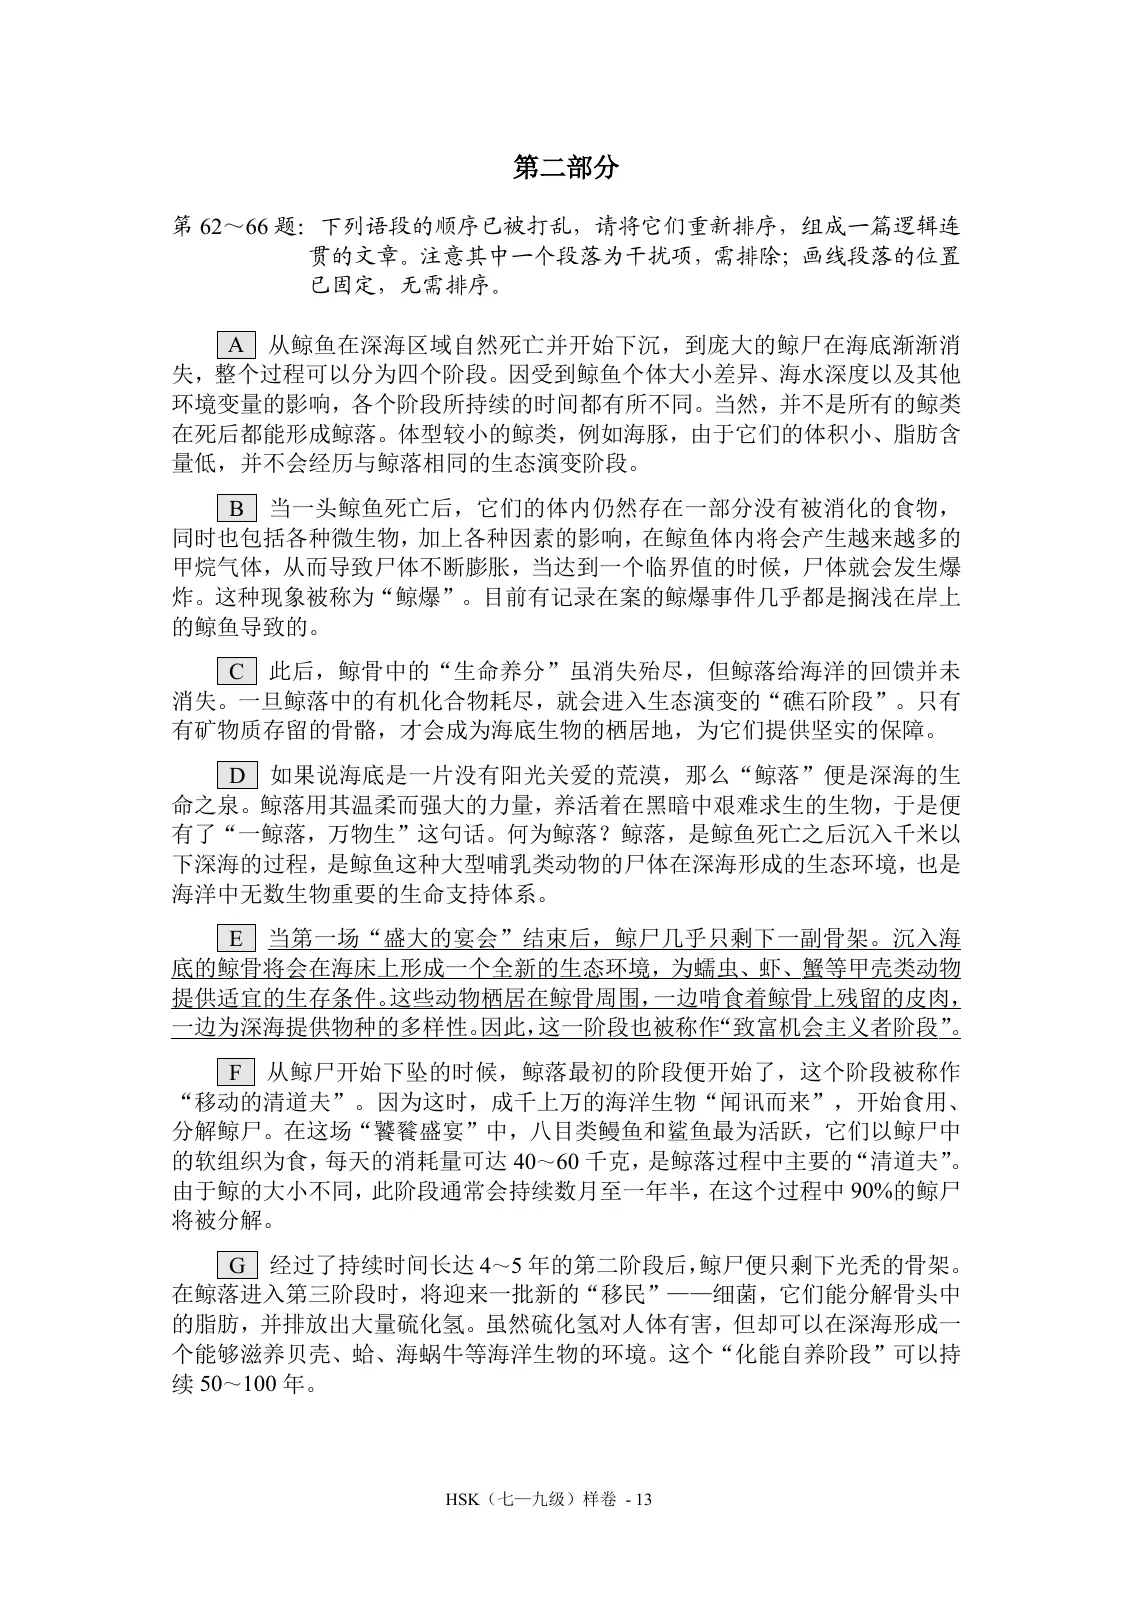 第二部分
第 62～66 题：下列语段的顺序已被打乱，请将它们重新排序，组成一篇逻辑连
贯的文章。注意其中一个段落为干扰项，需排除；画线段落的位置
已固定，无需排序。
A 从鲸鱼在深海区域自然死亡并开始下沉，到庞大的鲸尸在海底渐渐消
失，整个过程可以分为四个阶段。因受到鲸鱼个体大小差异、海水深度以及其他
环境变量的影响，各个阶段所持续的时间都有所不同。当然，并不是所有的鲸类
在死后都能形成鲸落。体型较小的鲸类，例如海豚，由于它们的体积小、脂肪含
量低，并不会经历与鲸落相同的生态演变阶段。
B 当一头鲸鱼死亡后，它们的体内仍然存在一部分没有被消化的食物，
同时也包括各种微生物，加上各种因素的影响，在鲸鱼体内将会产生越来越多的
甲烷气体，从而导致尸体不断膨胀，当达到一个临界值的时候，尸体就会发生爆
炸。这种现象被称为“鲸爆”。目前有记录在案的鲸爆事件几乎都是搁浅在岸上
的鲸鱼导致的。
C 此后，鲸骨中的“生命养分”虽消失殆尽，但鲸落给海洋的回馈并未
消失。一旦鲸落中的有机化合物耗尽，就会进入生态演变的“礁石阶段”。只有
有矿物质存留的骨骼，才会成为海底生物的栖居地，为它们提供坚实的保障。
D 如果说海底是一片没有阳光关爱的荒漠，那么“鲸落”便是深海的生
命之泉。鲸落用其温柔而强大的力量，养活着在黑暗中艰难求生的生物，于是便
有了“一鲸落，万物生”这句话。何为鲸落？鲸落，是鲸鱼死亡之后沉入千米以
下深海的过程，是鲸鱼这种大型哺乳类动物的尸体在深海形成的生态环境，也是
海洋中无数生物重要的生命支持体系。
E 当第一场“盛大的宴会”结束后，鲸尸几乎只剩下一副骨架。沉入海
底的鲸骨将会在海床上形成一个全新的生态环境，为蠕虫、虾、蟹等甲壳类动物
提供适宜的生存条件。这些动物栖居在鲸骨周围，一边啃食着鲸骨上残留的皮肉，
一边为深海提供物种的多样性。因此，这一阶段也被称作“致富机会主义者阶段”。
F 从鲸尸开始下坠的时候，鲸落最初的阶段便开始了，这个阶段被称作
“移动的清道夫”。因为这时，成千上万的海洋生物“闻讯而来”，开始食用、
分解鲸尸。在这场“饕餮盛宴”中，八目类鳗鱼和鲨鱼最为活跃，它们以鲸尸中
的软组织为食，每天的消耗量可达 40～60 千克，是鲸落过程中主要的“清道夫”。
由于鲸的大小不同，此阶段通常会持续数月至一年半，在这个过程中 90%的鲸尸
将被分解。
G 经过了持续时间长达 4～5 年的第二阶段后，鲸尸便只剩下光秃的骨架。
在鲸落进入第三阶段时，将迎来一批新的“移民”——细菌，它们能分解骨头中
的脂肪，并排放出大量硫化氢。虽然硫化氢对人体有害，但却可以在深海形成一
个能够滋养贝壳、蛤、海蜗牛等海洋生物的环境。这个“化能自养阶段”可以持
续 50～100 年。
HSK（七—九级）样卷 - 13